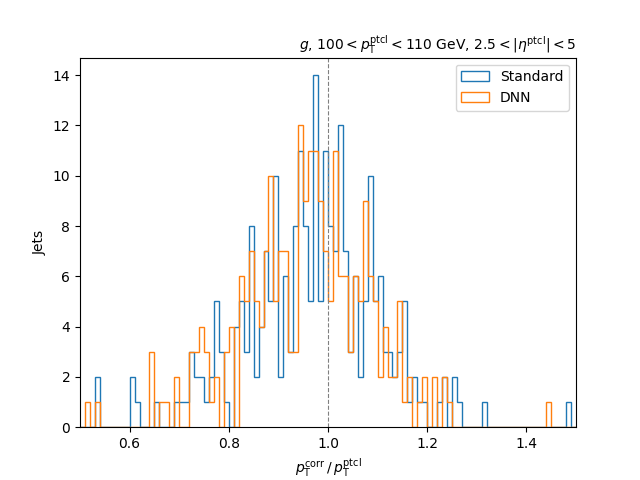 g, 100 < p_T^ptcl < 110 GeV, 2.5 < |η^ptcl| < 5
Standard
DNN
14
12
10
8
6
4
2
0
Jets
0.6 0.8 1.0 1.2 1.4
p_T^corr / p_T^ptcl